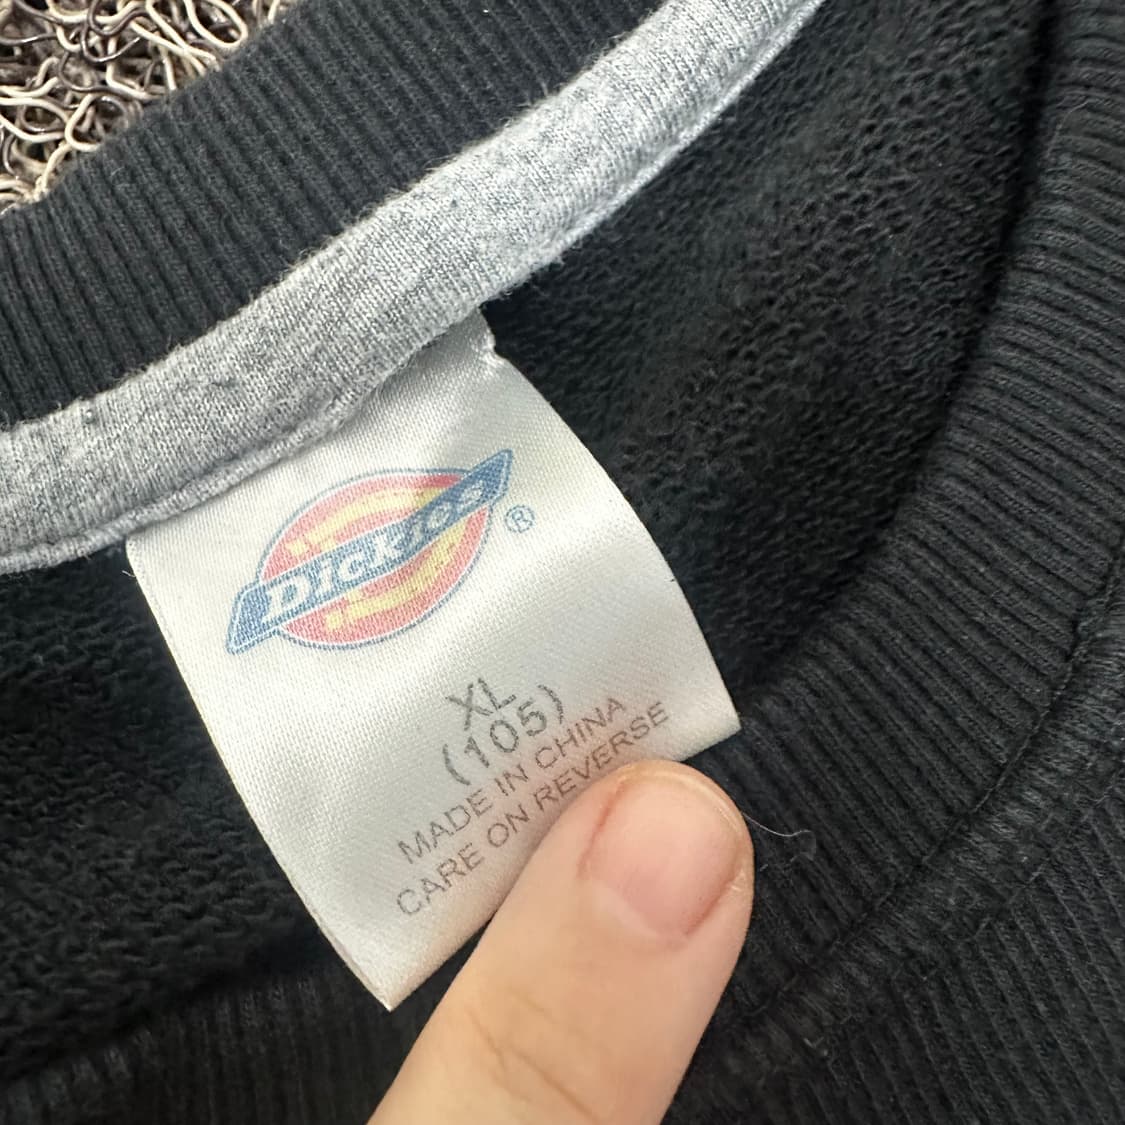 Dickies
®
XL
(105)
MADE IN CHINA
CARE ON REVERSE